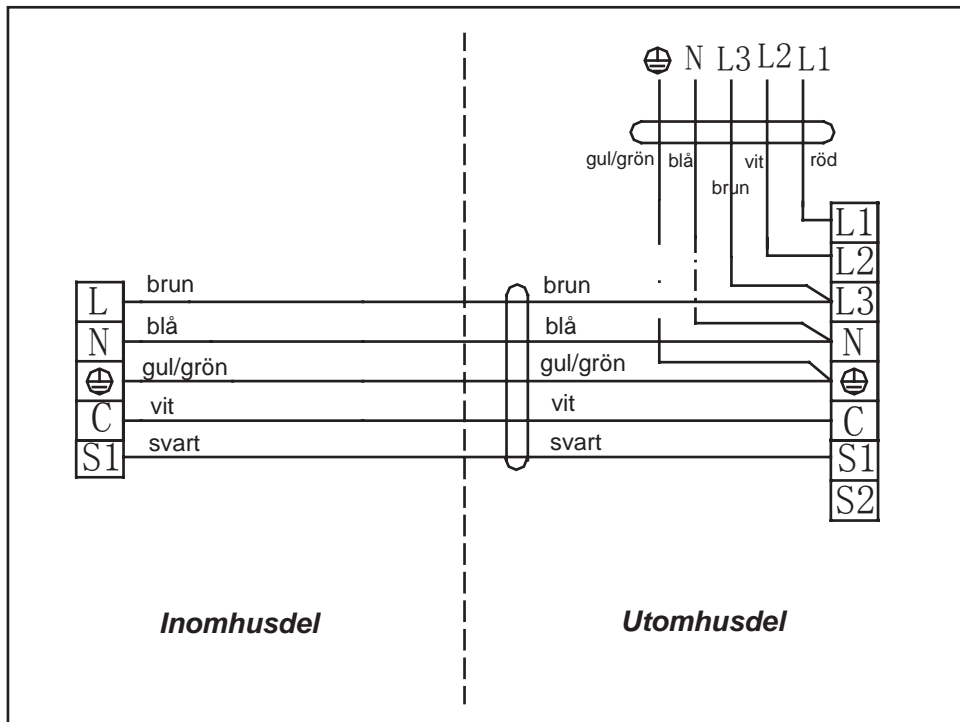 N L3 L2 L1
gul/grön blå vit röd
brun
L1
L2
L brun brun L3
N blå blå N
gul/grön gul/grön
C vit vit C
S1 svart svart S1
S2
Inomhusdel Utomhusdel